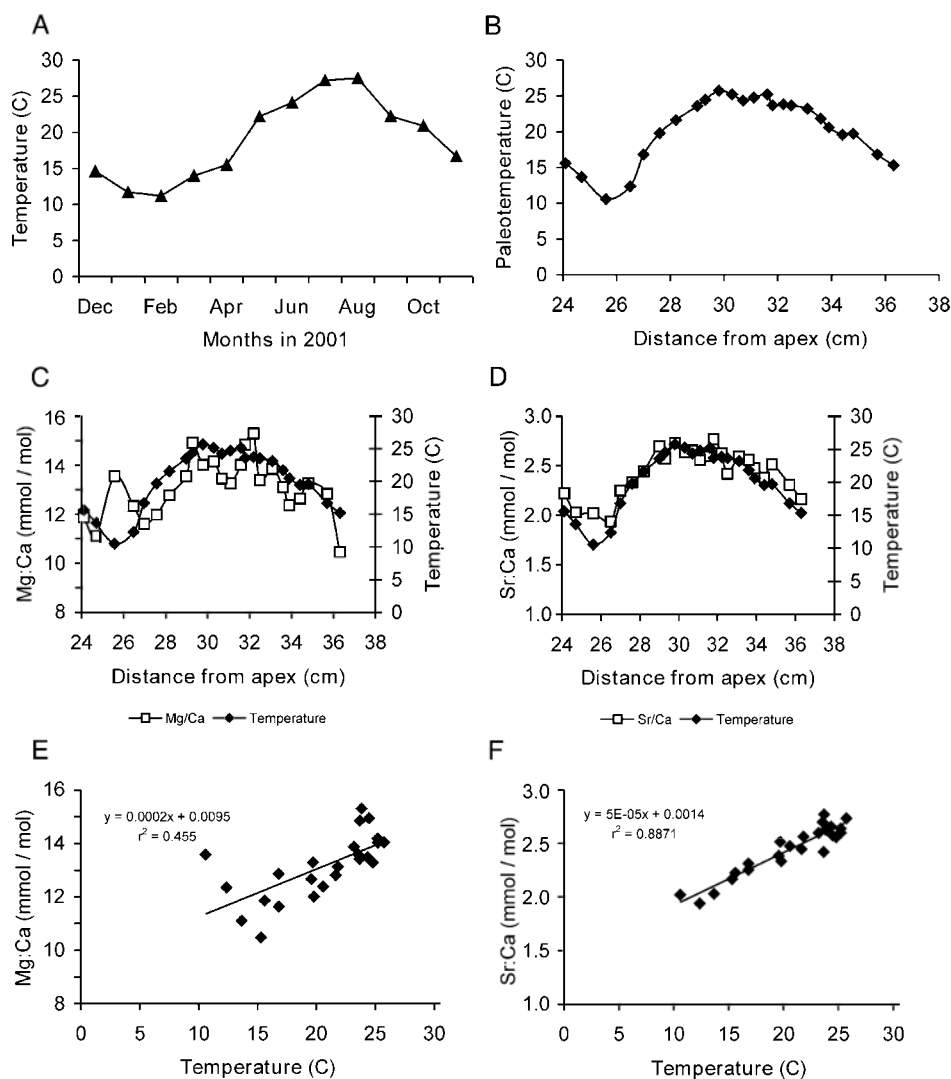 A
B
30
25
20
15
10
5
0
Temperature (C)
Dec Feb Apr Jun Aug Oct
Months in 2001
30
25
20
15
10
5
0
Paleotemperature (C)
24 26 28 30 32 34 36 38
Distance from apex (cm)
C
D
16
14
12
10
8
Mg:Ca (mmol / mol)
30
25
20
15
10
5
0
Temperature (C)
24 26 28 30 32 34 36 38
Distance from apex (cm)
Mg/Ca Temperature
3.0
2.5
2.0
1.5
1.0
Sr:Ca (mmol / mol)
30
25
20
15
10
5
0
Temperature (C)
24 26 28 30 32 34 36 38
Distance from apex (cm)
Sr/Ca Temperature
E
F
16
14
12
10
8
Mg:Ca (mmol / mol)
y = 0.0002x + 0.0095
r² = 0.455
0 5 10 15 20 25 30
Temperature (C)
3.0
2.5
2.0
1.5
1.0
Sr:Ca (mmol / mol)
y = 5E-05x + 0.0014
r² = 0.8871
0 5 10 15 20 25 30
Temperature (C)